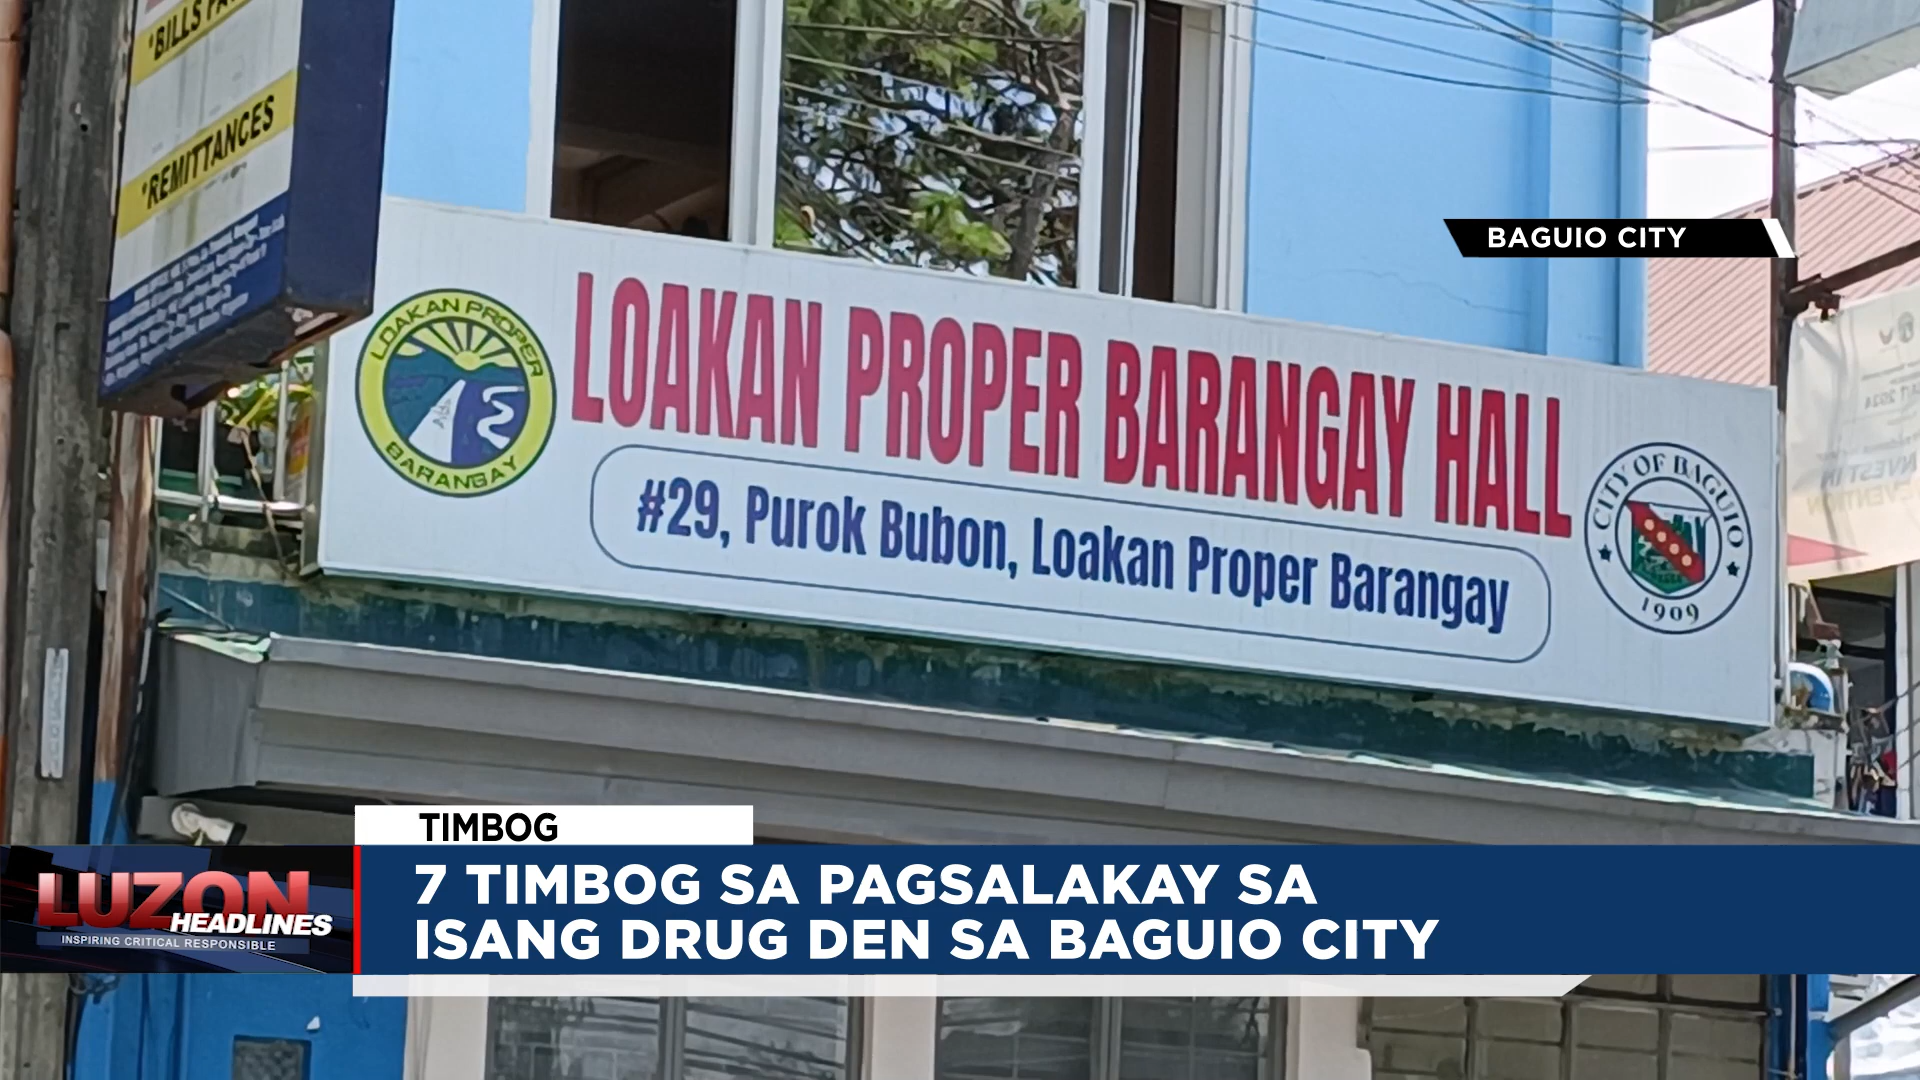 *BILLS PA
*REMITTANCES
BAGUIO CITY
LOAKAN PROPER
BARANGAY
LOAKAN PROPER BARANGAY HALL
#29, Purok Bubon, Loakan Proper Barangay
CITY OF BAGUIO
1909
TIMBOG
7 TIMBOG SA PAGSALAKAY SA
ISANG DRUG DEN SA BAGUIO CITY
LUZON
HEADLINES
INSPIRING CRITICAL RESPONSIBLE